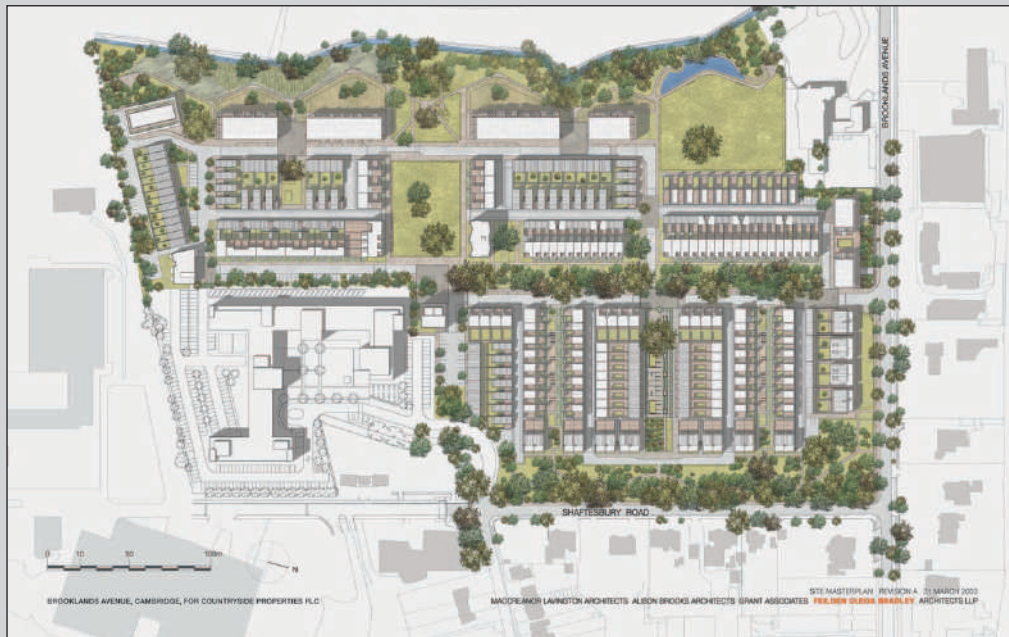 BROOKLANDS AVENUE
SHAFTESBURY ROAD
0 10 50 100m
N
SITE MASTERPLAN REVISION A 31 MARCH 2003
BROOKLANDS AVENUE, CAMBRIDGE, FOR COUNTRYSIDE PROPERTIES PLC
MACCREANOR LAVINGTON ARCHITECTS ALISON BROOKS ARCHITECTS GRANT ASSOCIATES FEILDEN CLEGG BRADLEY ARCHITECTS LLP